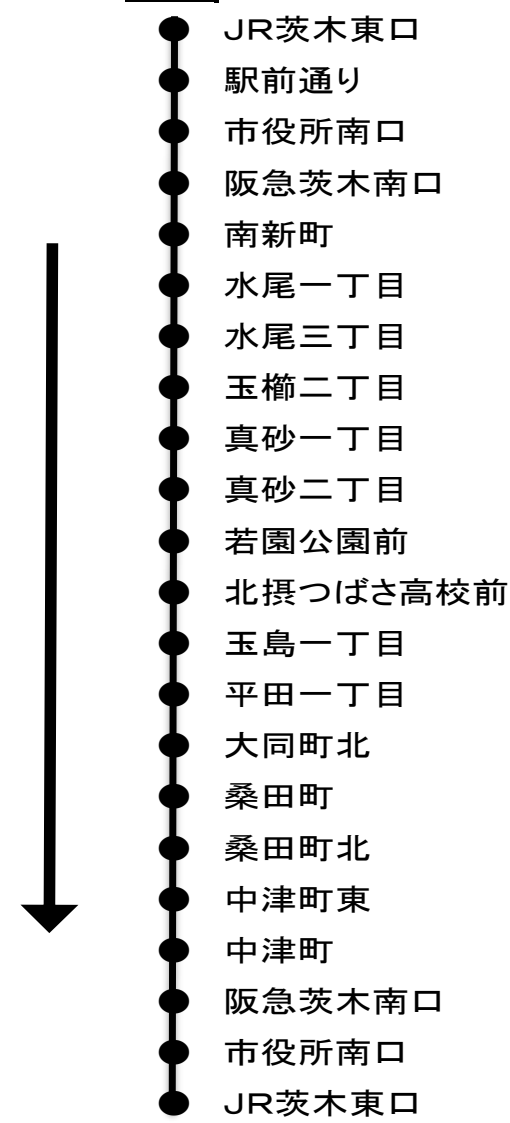 JR茨木東口
駅前通り
市役所南口
阪急茨木南口
南新町
水尾一丁目
水尾三丁目
玉櫛二丁目
真砂一丁目
真砂二丁目
若園公園前
北摂つばさ高校前
玉島一丁目
平田一丁目
大同町北
桑田町
桑田町北
中津町東
中津町
阪急茨木南口
市役所南口
JR茨木東口